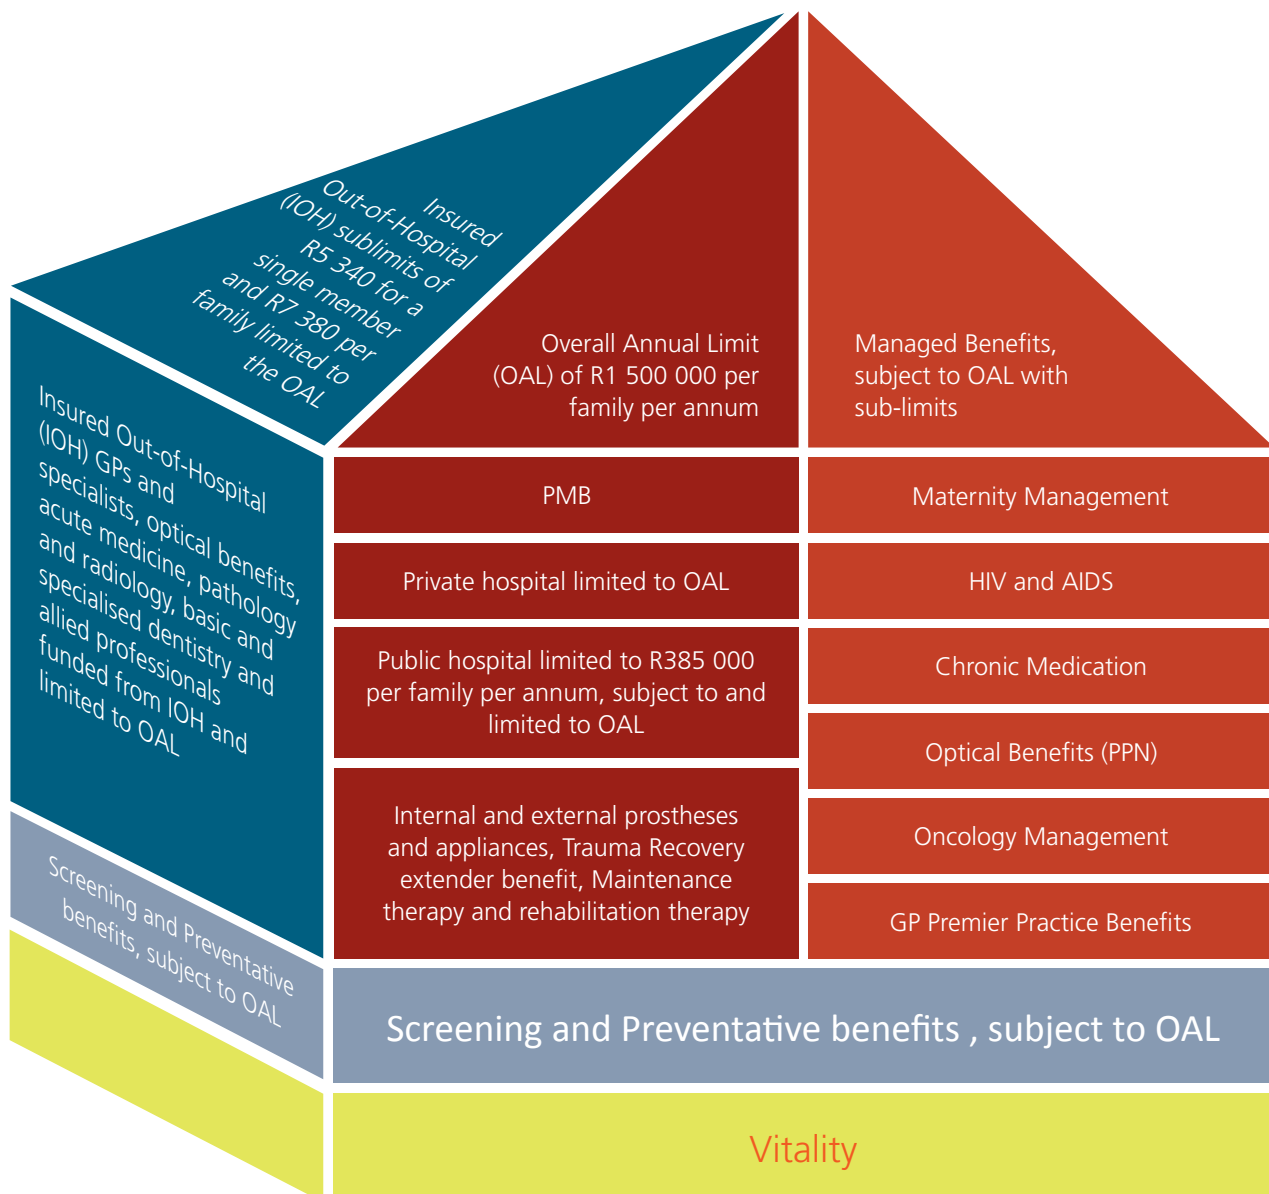 Insured
Out-of-Hospital
(IOH) sublimits of
R5 340 for a
single member
and R7 380 per
family limited to
the OAL
Overall Annual Limit
(OAL) of R1 500 000 per
family per annum
Managed Benefits,
subject to OAL with
sub-limits
Insured Out-of-Hospital
(IOH) GPs and
specialists, optical benefits,
acute medicine, pathology
and radiology, basic and
specialised dentistry and
allied professionals
funded from IOH and
limited to OAL
PMB
Private hospital limited to OAL
Public hospital limited to R385 000
per family per annum, subject to and
limited to OAL
Internal and external prostheses
and appliances, Trauma Recovery
extender benefit, Maintenance
therapy and rehabilitation therapy
Maternity Management
HIV and AIDS
Chronic Medication
Optical Benefits (PPN)
Oncology Management
GP Premier Practice Benefits
Screening and Preventative
benefits, subject to OAL
Screening and Preventative benefits , subject to OAL
Vitality